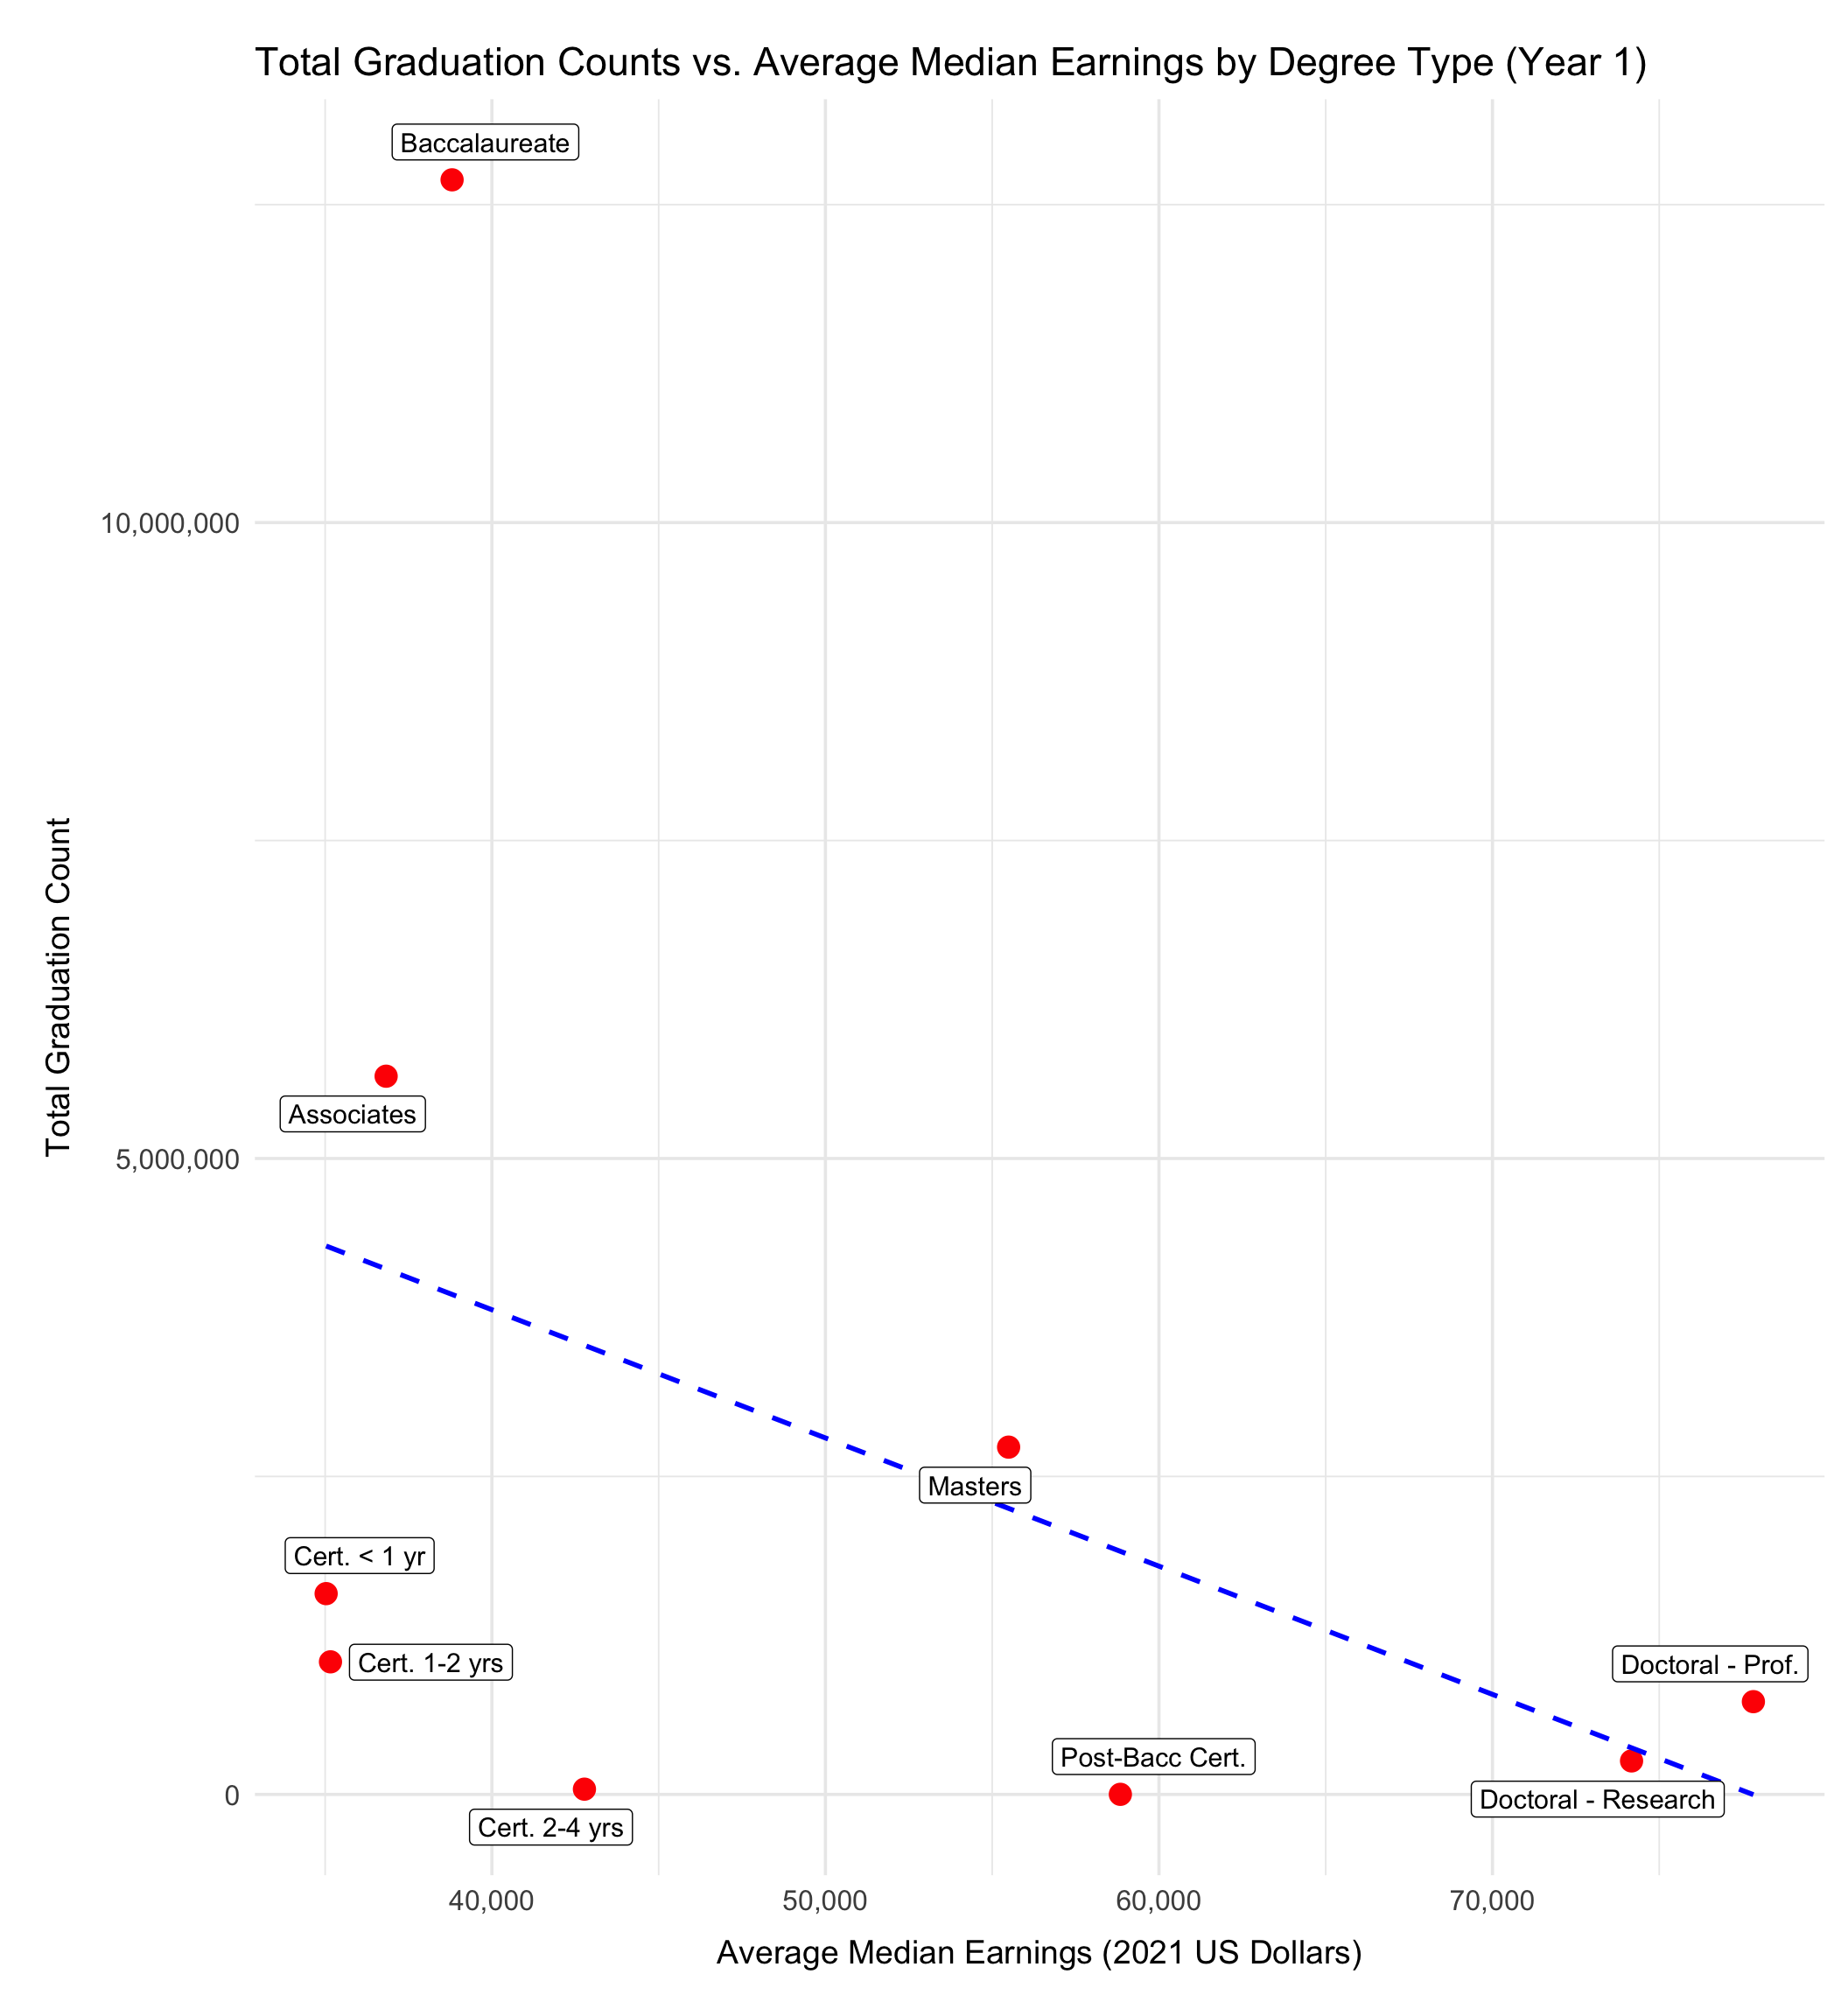 Total Graduation Counts vs. Average Median Earnings by Degree Type (Year 1)
Baccalaureate
10,000,000
Associates
5,000,000
Total Graduation Count
Masters
Cert. < 1 yr
Cert. 1-2 yrs
Doctoral - Prof.
Post-Bacc Cert.
0
Doctoral - Research
Cert. 2-4 yrs
40,000
50,000
60,000
70,000
Average Median Earnings (2021 US Dollars)